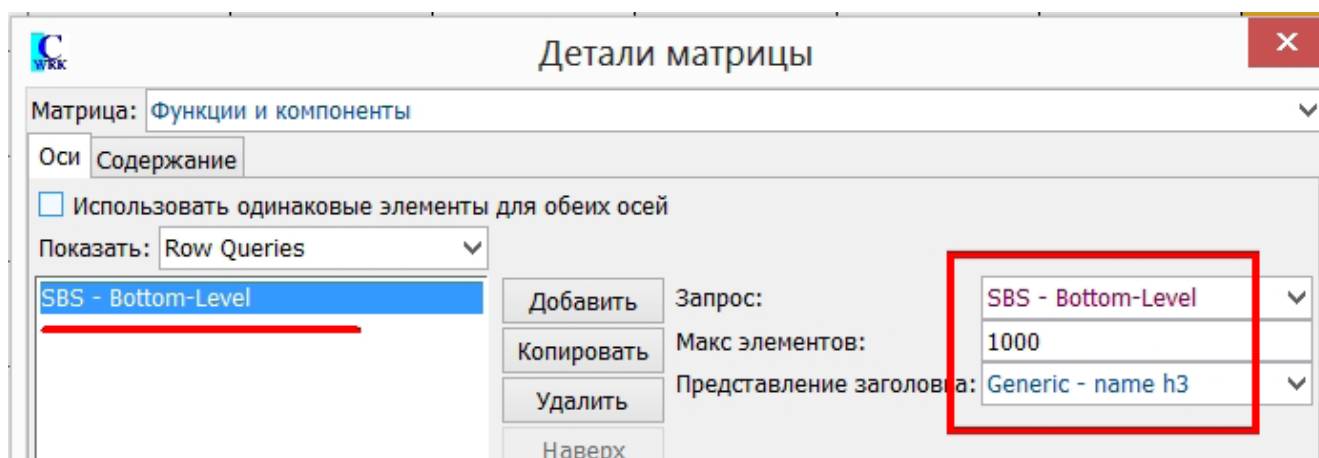 C
WRK
Детали матрицы
Матрица: Функции и компоненты
Оси Содержание
Использовать одинаковые элементы для обеих осей
Показать: Row Queries
SBS - Bottom-Level
Добавить
Копировать
Удалить
Наверх
Запрос: SBS - Bottom-Level
Макс элементов: 1000
Представление заголовка: Generic - name h3